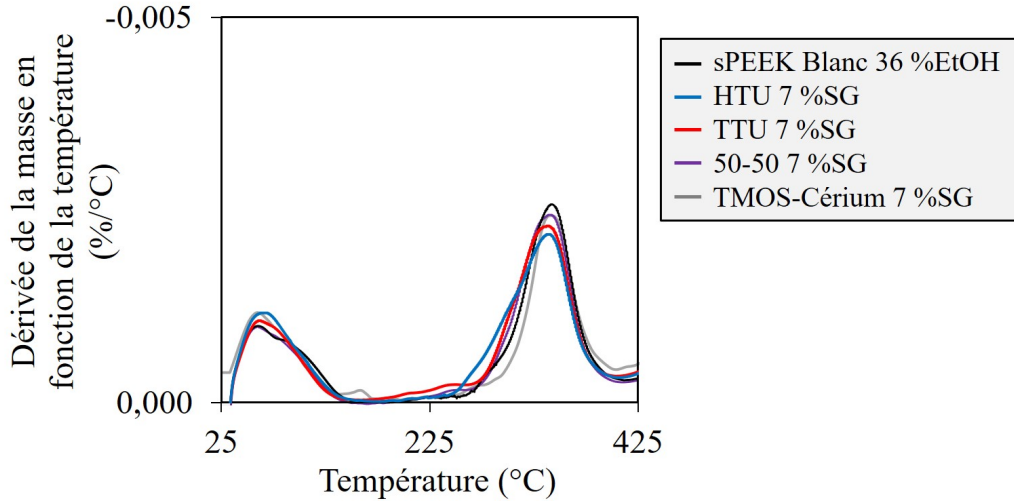 Dérivée de la masse en
fonction de la température
(%/°C)
-0,005
0,000
25
225
425
Température (°C)
sPEEK Blanc 36 %EtOH
HTU 7 %SG
TTU 7 %SG
50-50 7 %SG
TMOS-Cérium 7 %SG